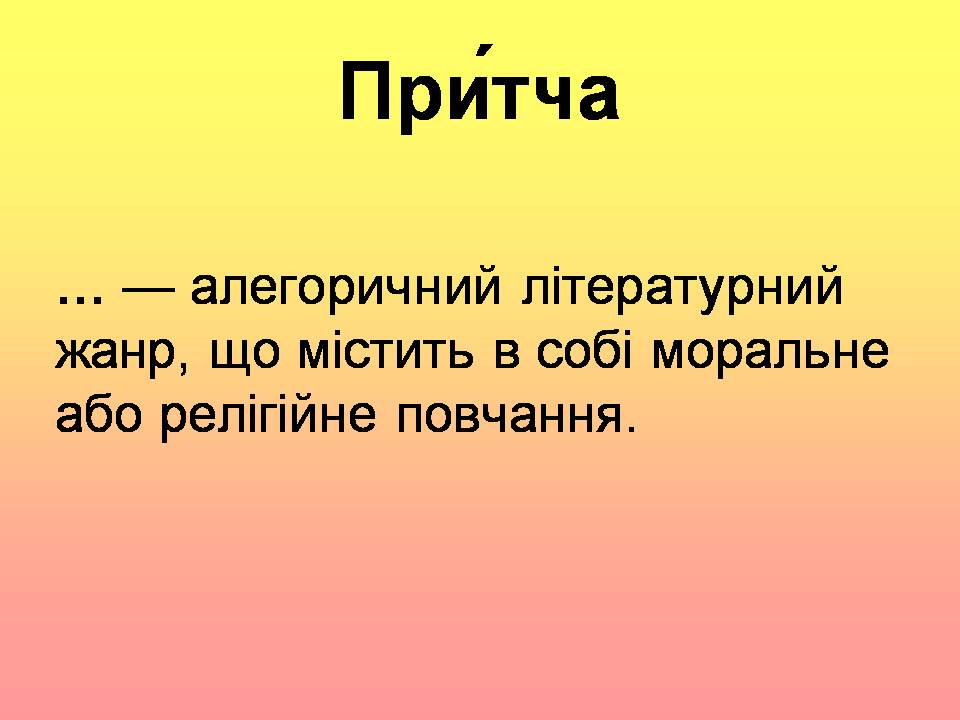 При́тча
... — алегоричний літературний
жанр, що містить в собі моральне
або релігійне повчання.